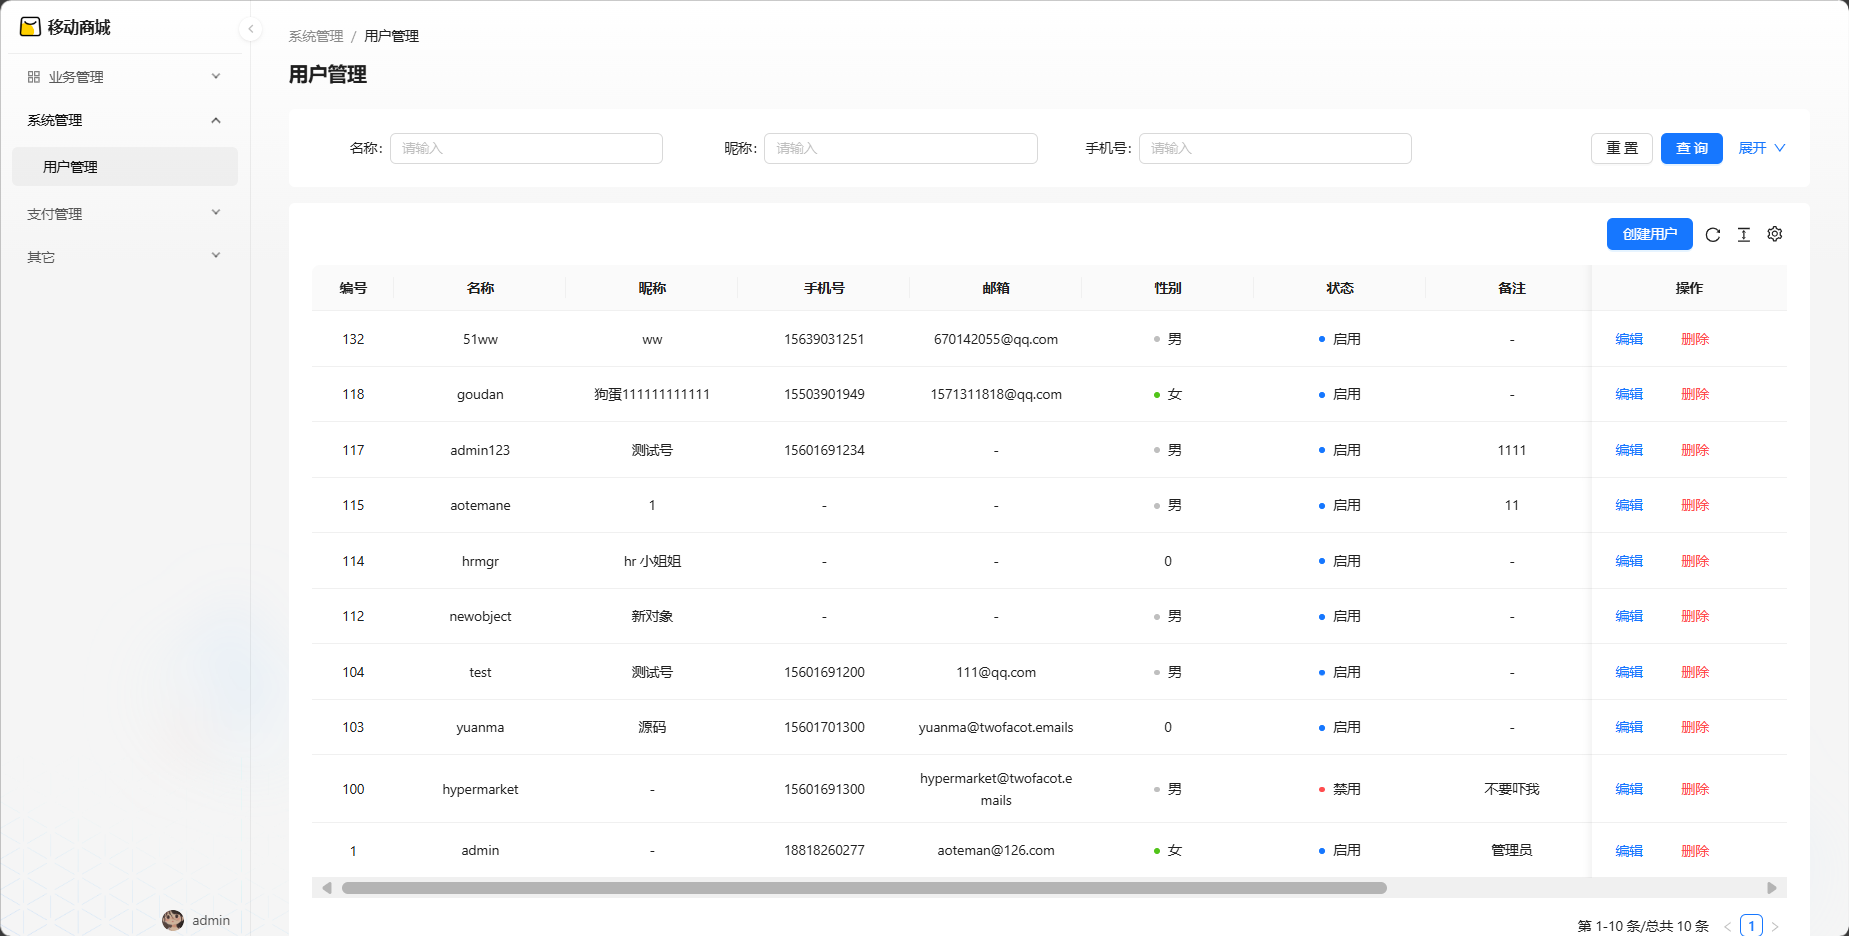 移动商城
业务管理
系统管理
用户管理
支付管理
其它
admin
系统管理 / 用户管理
用户管理
名称: 请输入 昵称: 请输入 手机号: 请输入 重 置 查 询 展开
创建用户
编号 名称 昵称 手机号 邮箱 性别 状态 备注 操作
132 51ww ww 15639031251 670142055@qq.com 男 启用 - 编辑 删除
118 goudan 狗蛋111111111111 15503901949 1571311818@qq.com 女 启用 - 编辑 删除
117 admin123 测试号 15601691234 - 男 启用 1111 编辑 删除
115 aotemane 1 - - 男 启用 11 编辑 删除
114 hrmgr hr 小姐姐 - - 0 启用 - 编辑 删除
112 newobject 新对象 - - 男 启用 - 编辑 删除
104 test 测试号 15601691200 111@qq.com 男 启用 - 编辑 删除
103 yuanma 源码 15601701300 yuanma@twofacot.emails 0 启用 - 编辑 删除
100 hypermarket - 15601691300 hypermarket@twofacot.e
mails 男 禁用 不要吓我 编辑 删除
1 admin - 18818260277 aoteman@126.com 女 启用 管理员 编辑 删除
第 1-10 条/总共 10 条 < 1 >